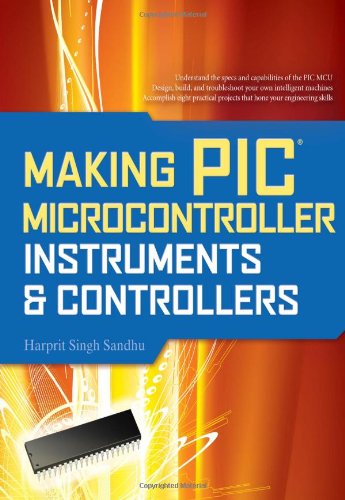 Understand the specs and capabilities of the PIC MCU
Design, build, and troubleshoot your own intelligent machines
Accomplish eight practical projects that hone your engineering skills
MAKING PIC®
MICROCONTROLLER
INSTRUMENTS
& CONTROLLERS
Harprit Singh Sandhu